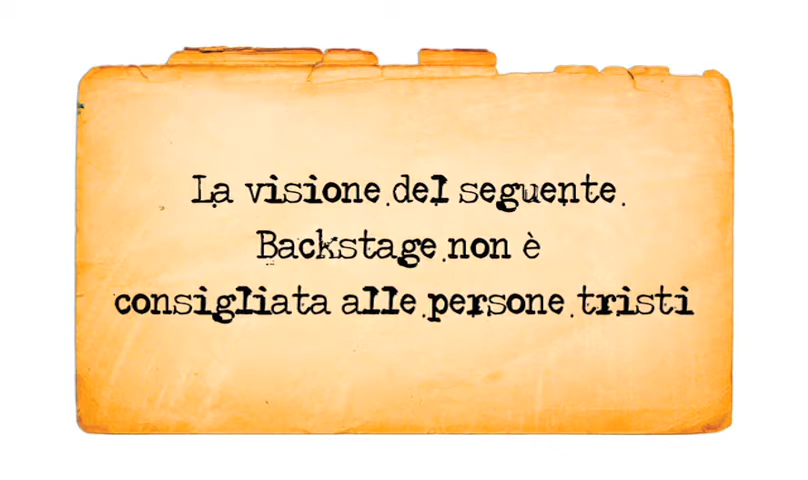 La visione del seguente
Backstage non è
consigliata alle persone tristi